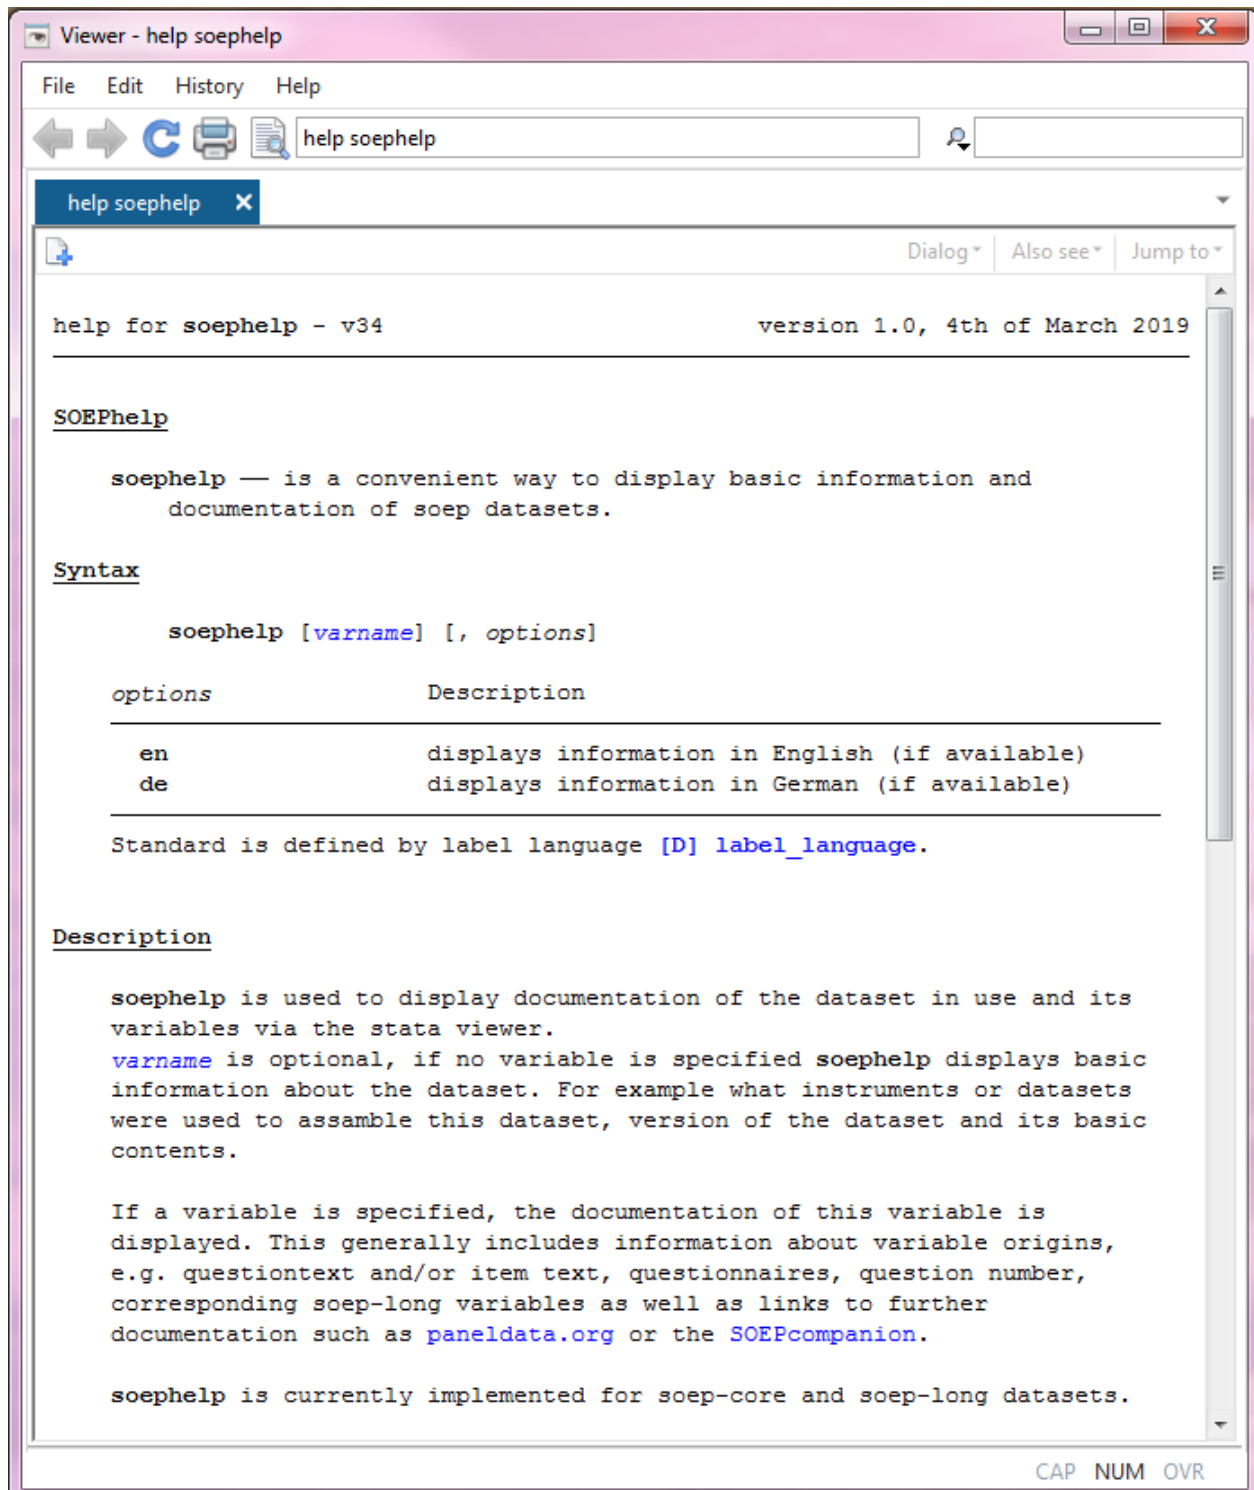 Viewer - help soephelp
File Edit History Help
help soephelp
help soephelp
Dialog Also see Jump to
help for soephelp - v34 version 1.0, 4th of March 2019
SOEPhelp
soephelp — is a convenient way to display basic information and
documentation of soep datasets.
Syntax
soephelp [varname] [, options]
options Description
en displays information in English (if available)
de displays information in German (if available)
Standard is defined by label language [D] label_language.
Description
soephelp is used to display documentation of the dataset in use and its
variables via the stata viewer.
varname is optional, if no variable is specified soephelp displays basic
information about the dataset. For example what instruments or datasets
were used to assamble this dataset, version of the dataset and its basic
contents.
If a variable is specified, the documentation of this variable is
displayed. This generally includes information about variable origins,
e.g. questiontext and/or item text, questionnaires, question number,
corresponding soep-long variables as well as links to further
documentation such as paneldata.org or the SOEPcompanion.
soephelp is currently implemented for soep-core and soep-long datasets.
CAP NUM OVR